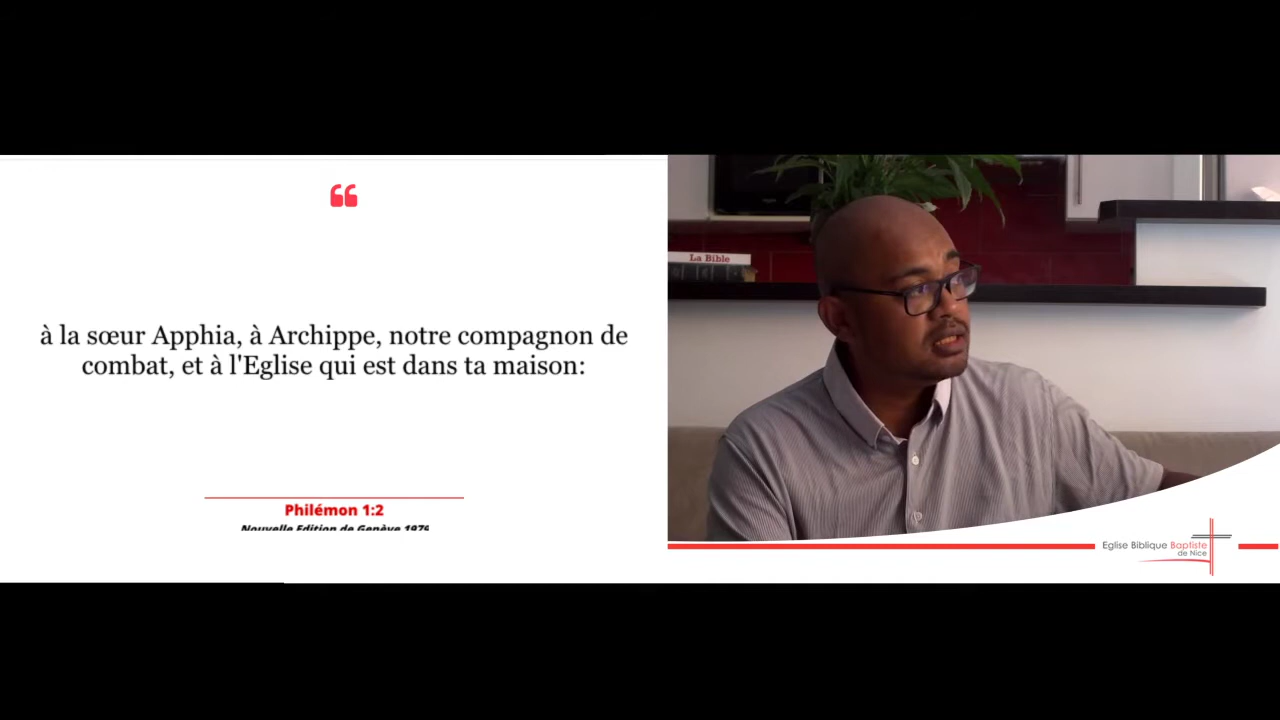 à la sœur Apphia, à Archippe, notre compagnon de
combat, et à l'Eglise qui est dans ta maison:
Philémon 1:2
Nouvelle Edition de Genève 1979
La Bible
Eglise Biblique Baptiste
de Nice